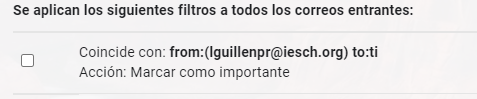 Se aplican los siguientes filtros a todos los correos entrantes:
Coincide con: from:(lguillenpr@iesch.org) to:ti
Acción: Marcar como importante